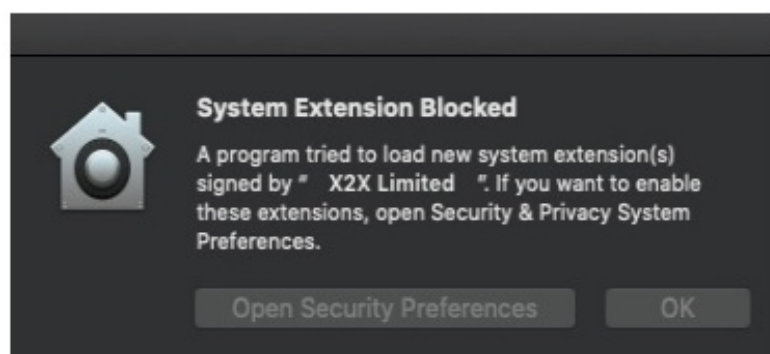 System Extension Blocked
A program tried to load new system extension(s)
signed by " X2X Limited ". If you want to enable
these extensions, open Security & Privacy System
Preferences.
Open Security Preferences OK